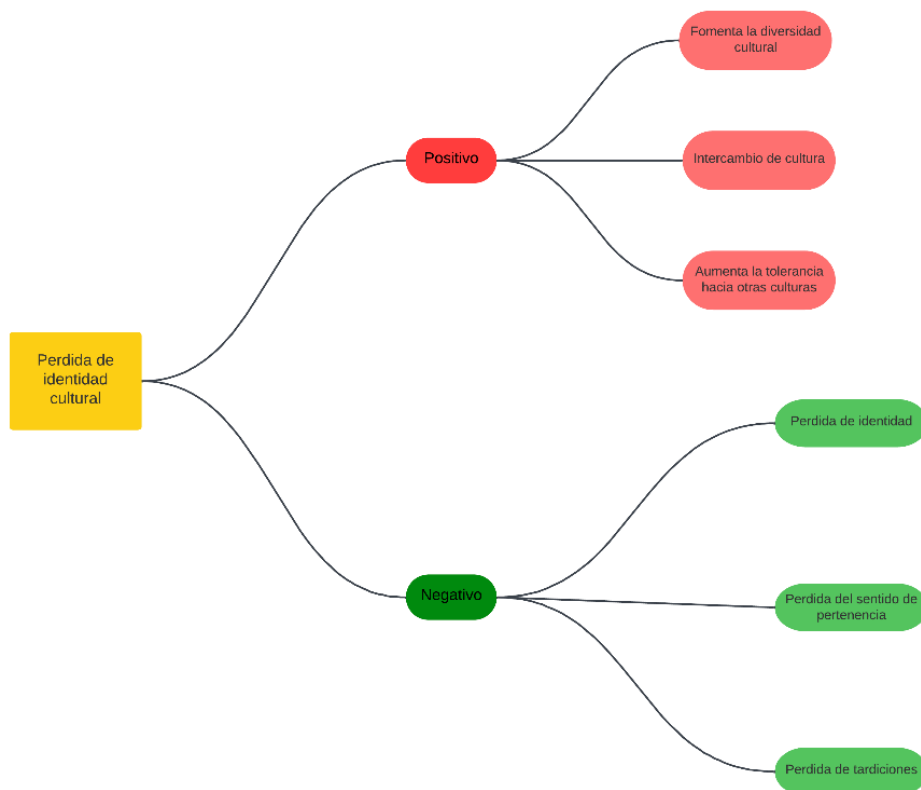 Fomenta la diversidad
cultural
Positivo
Intercambio de cultura
Aumenta la tolerancia
hacia otras culturas
Perdida de
identidad
cultural
Perdida de identidad
Negativo
Perdida del sentido de
pertenencia
Perdida de tardiciones